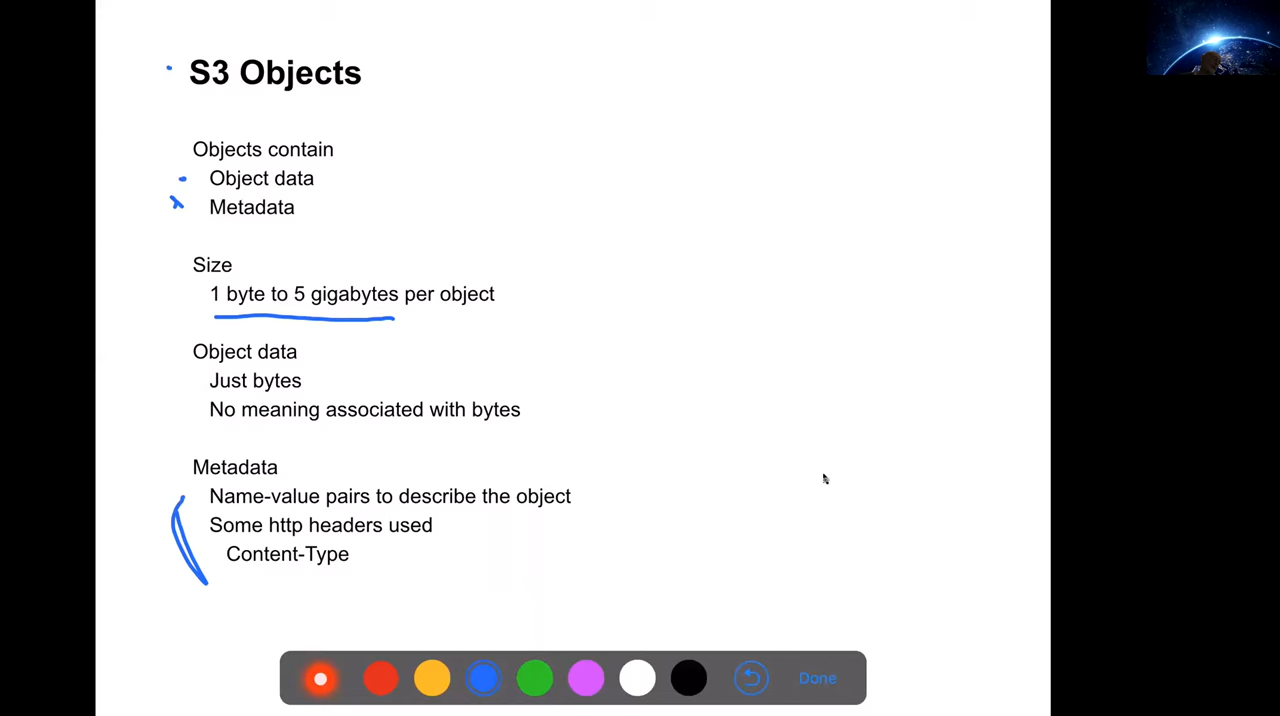 S3 Objects
Objects contain
Object data
Metadata
Size
1 byte to 5 gigabytes per object
Object data
Just bytes
No meaning associated with bytes
Metadata
Name-value pairs to describe the object
Some http headers used
Content-Type
Done